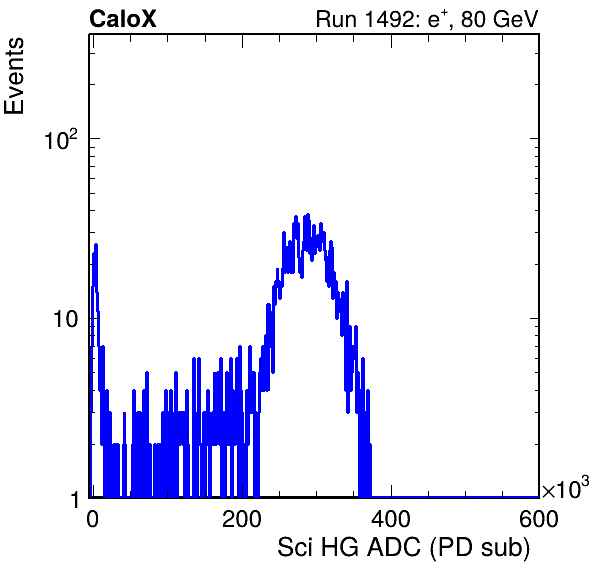 CaloX Run 1492: e⁺, 80 GeV
Events
10²
10
1
0 200 400 600
×10³
Sci HG ADC (PD sub)